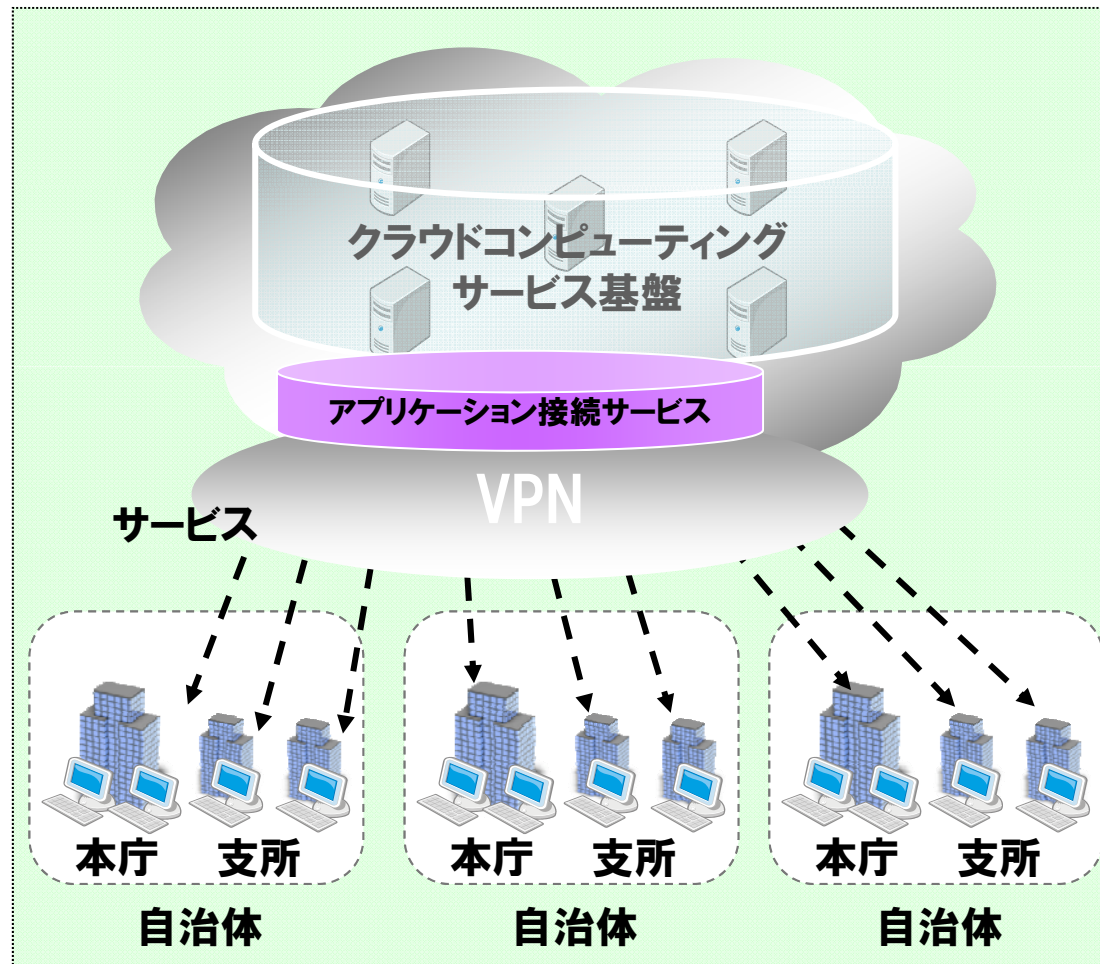 クラウドコンピューティング
サービス基盤
アプリケーション接続サービス
VPN
サービス
本庁 支所
本庁 支所
本庁 支所
自治体
自治体
自治体